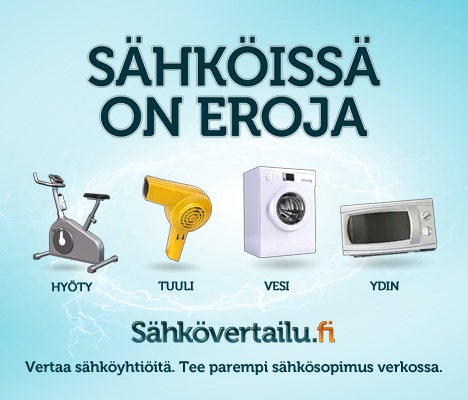 SÄHKÖISSÄ
ON EROJA
HYÖTY TUULI VESI YDIN
Sähkövertailu.fi
Vertaa sähköyhtiöitä. Tee parempi sähkösopimus verkossa.